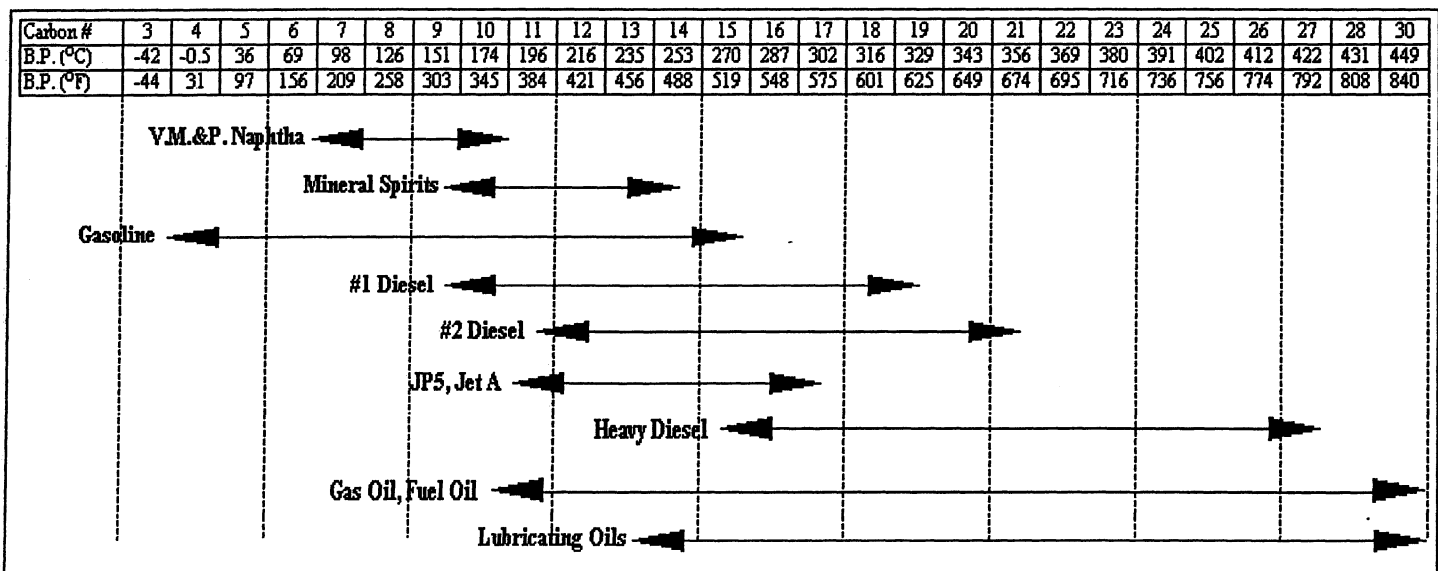 Carbon # 3 4 5 6 7 8 9 10 11 12 13 14 15 16 17 18 19 20 21 22 23 24 25 26 27 28 30
B.P. (ºC) -42 -0.5 36 69 98 126 151 174 196 216 235 253 270 287 302 316 329 343 356 369 380 391 402 412 422 431 449
B.P. (ºF) -44 31 97 156 209 258 303 345 384 421 456 488 519 548 575 601 625 649 674 695 716 736 756 774 792 808 840
V.M.&P. Naphtha
Mineral Spirits
Gasoline
#1 Diesel
#2 Diesel
JP5, Jet A
Heavy Diesel
Gas Oil, Fuel Oil
Lubricating Oils